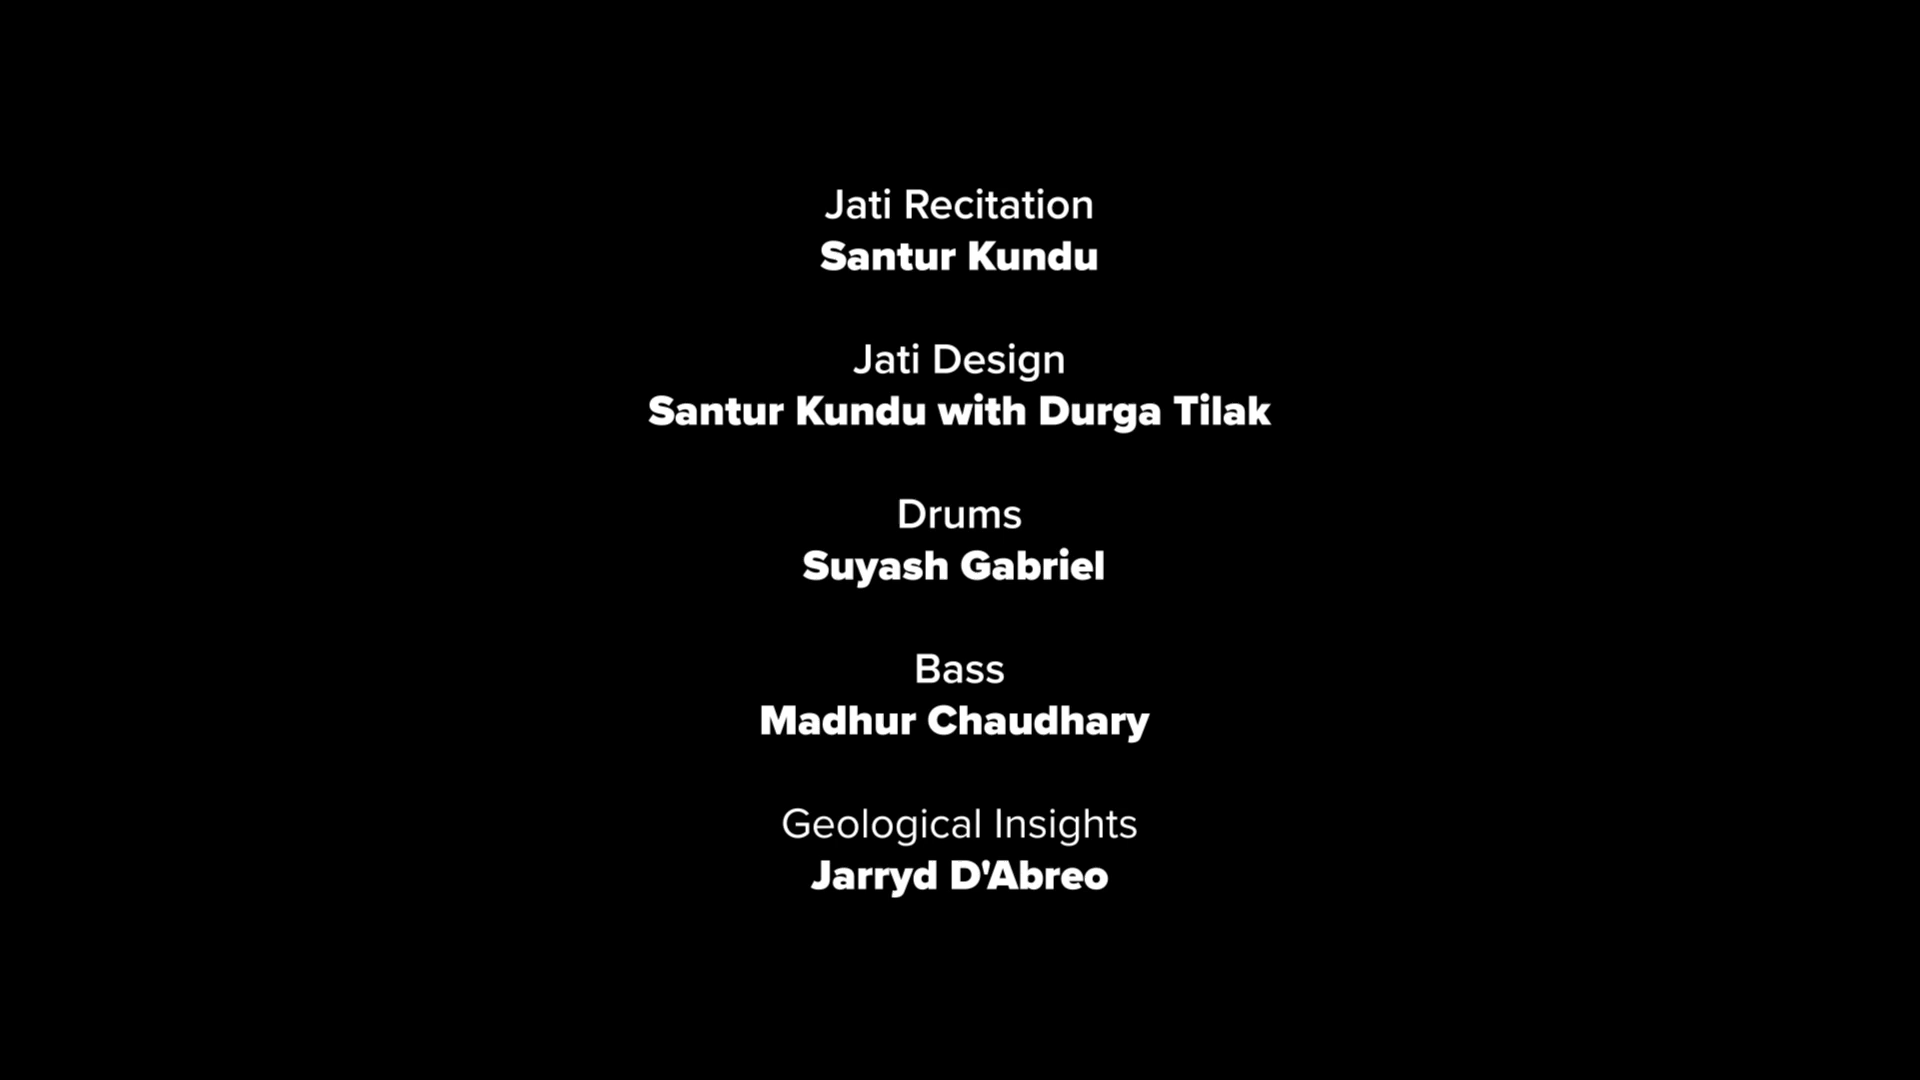 Jati Recitation
Santur Kundu
Jati Design
Santur Kundu with Durga Tilak
Drums
Suyash Gabriel
Bass
Madhur Chaudhary
Geological Insights
Jarryd D'Abreo